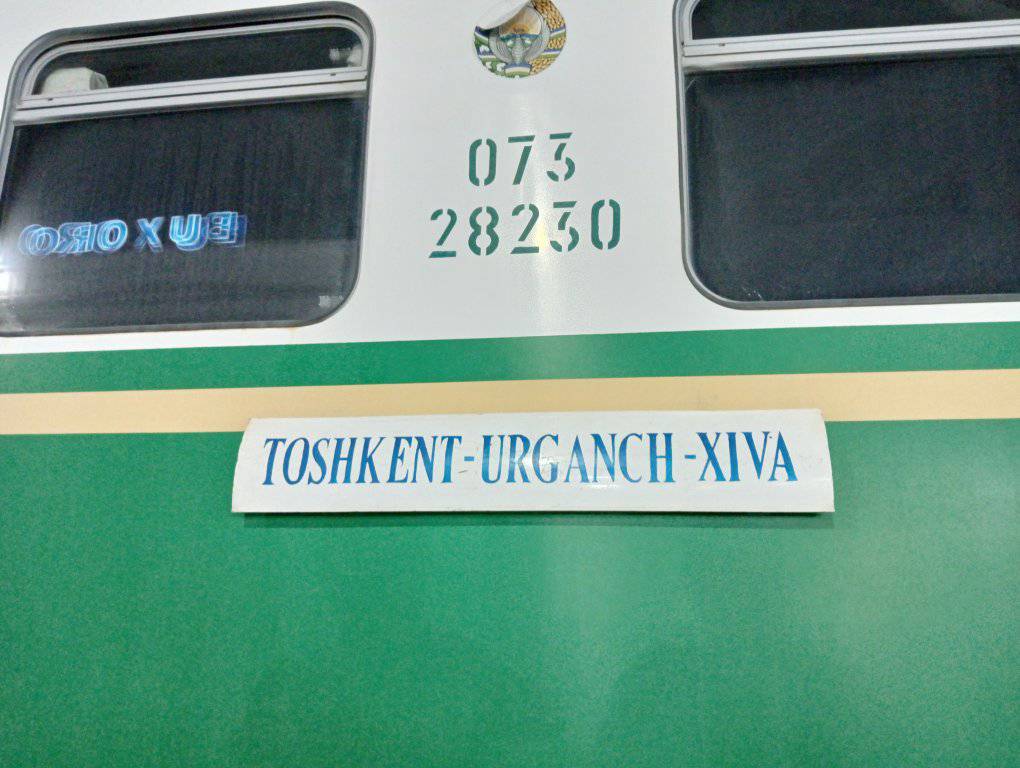 BUXORO
073
28230
TOSHKENT-URGANCH-XIVA